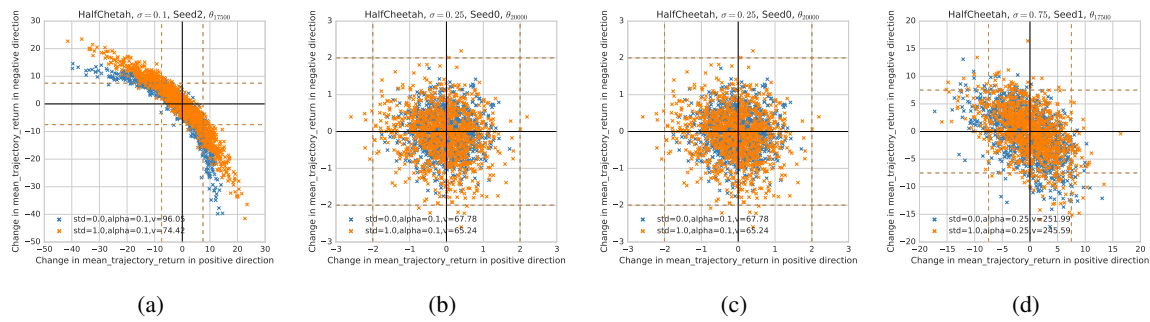 HalfChetah, σ = 0.1, Seed2, θ₁₇₅₀₀
Change in mean_trajectory_return in negative direction
30
20
10
0
−10
−20
−30
−40
−50
std=0.0,alpha=0.1,v=96.05
std=1.0,alpha=0.1,v=74.42
−50 −40 −30 −20 −10 0 10 20 30
Change in mean_trajectory_return in positive direction
(a)
HalfCheetah, σ = 0.25, Seed0, θ₂₀₀₀₀
Change in mean_trajectory_return in negative direction
3
2
1
0
−1
−2
−3
std=0.0,alpha=0.1,v=67.78
std=1.0,alpha=0.1,v=65.24
−3 −2 −1 0 1 2 3
Change in mean_trajectory_return in positive direction
(b)
HalfCheetah, σ = 0.25, Seed0, θ₂₀₀₀₀
Change in mean_trajectory_return in negative direction
3
2
1
0
−1
−2
−3
std=0.0,alpha=0.1,v=67.78
std=1.0,alpha=0.1,v=65.24
−3 −2 −1 0 1 2 3
Change in mean_trajectory_return in positive direction
(c)
HalfCheetah, σ = 0.75, Seed1, θ₁₇₅₀₀
Change in mean_trajectory_return in negative direction
20
15
10
5
0
−5
−10
−15
−20
std=0.0,alpha=0.25,v=251.99
std=1.0,alpha=0.25,v=245.59
−20 −15 −10 −5 0 5 10 15 20
Change in mean_trajectory_return in positive direction
(d)